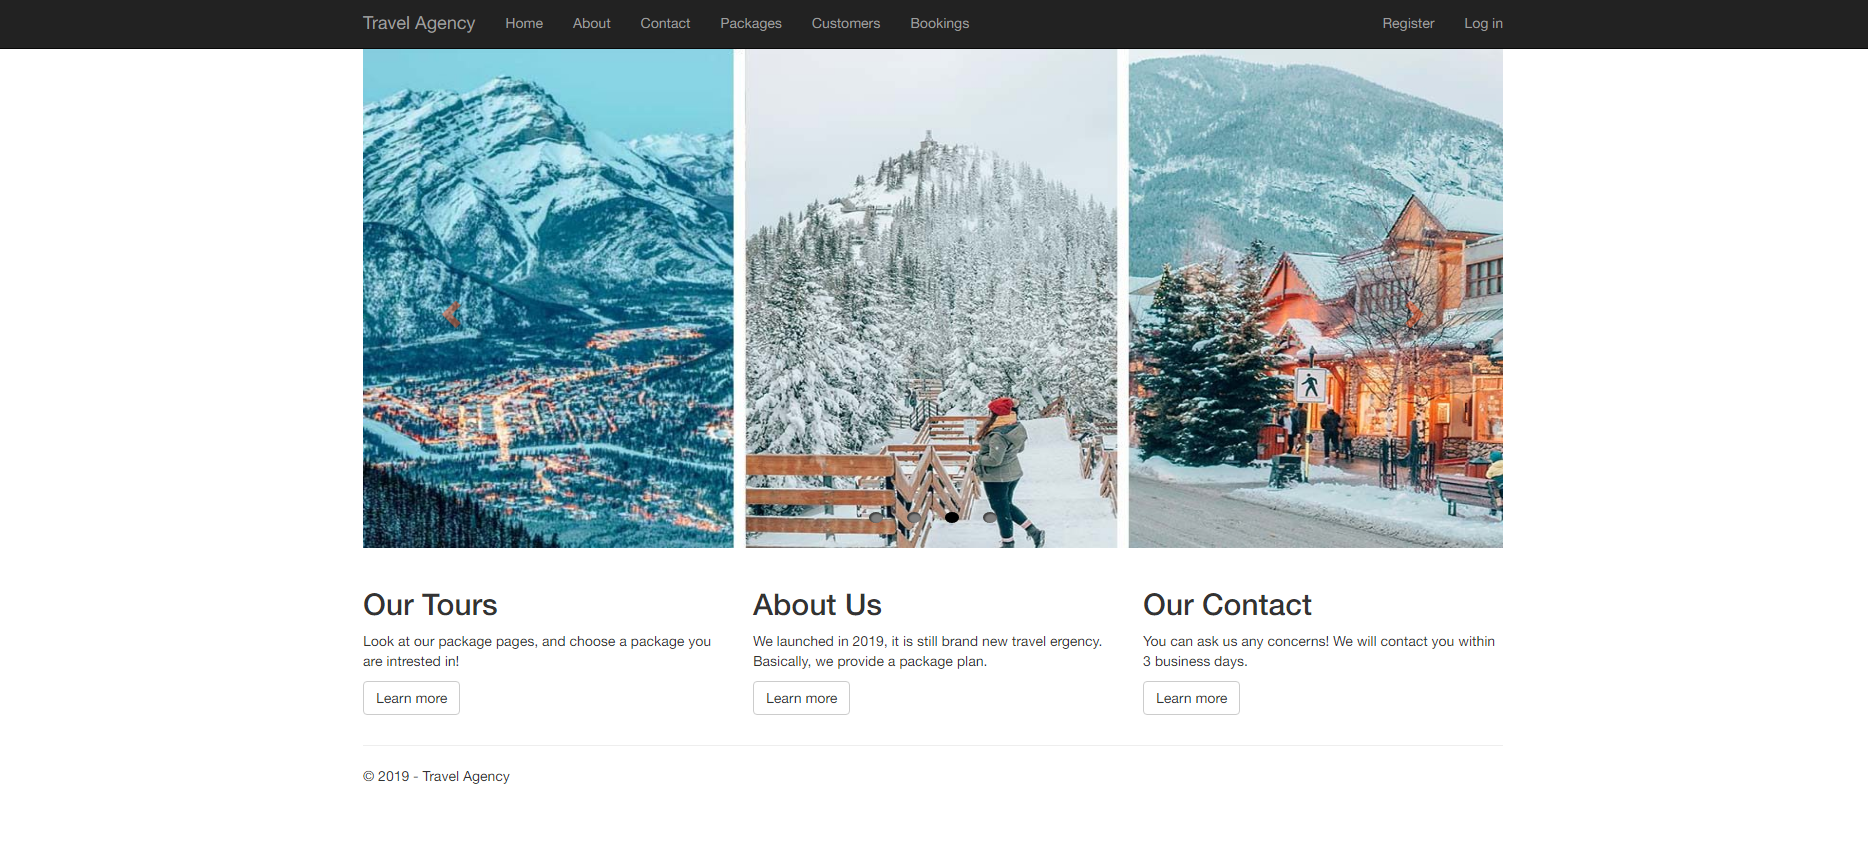 Travel Agency Home About Contact Packages Customers Bookings Register Log in
Our Tours
Look at our package pages, and choose a package you
are intrested in!
Learn more
About Us
We launched in 2019, it is still brand new travel ergency.
Basically, we provide a package plan.
Learn more
Our Contact
You can ask us any concerns! We will contact you within
3 business days.
Learn more
© 2019 - Travel Agency